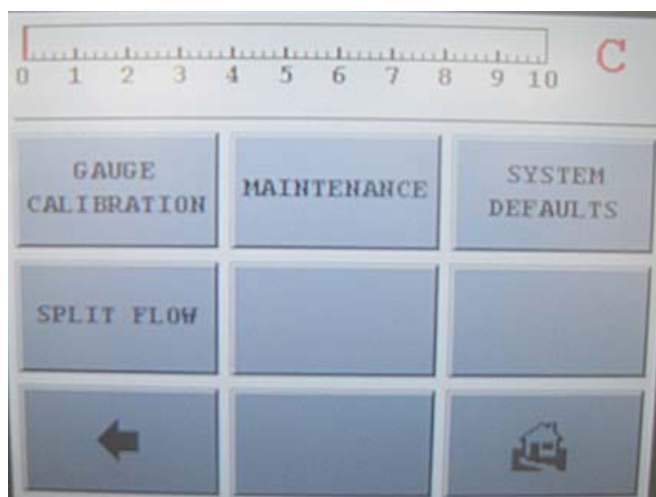 C
0 1 2 3 4 5 6 7 8 9 10
GAUGE
CALIBRATION
MAINTENANCE
SYSTEM
DEFAULTS
SPLIT FLOW